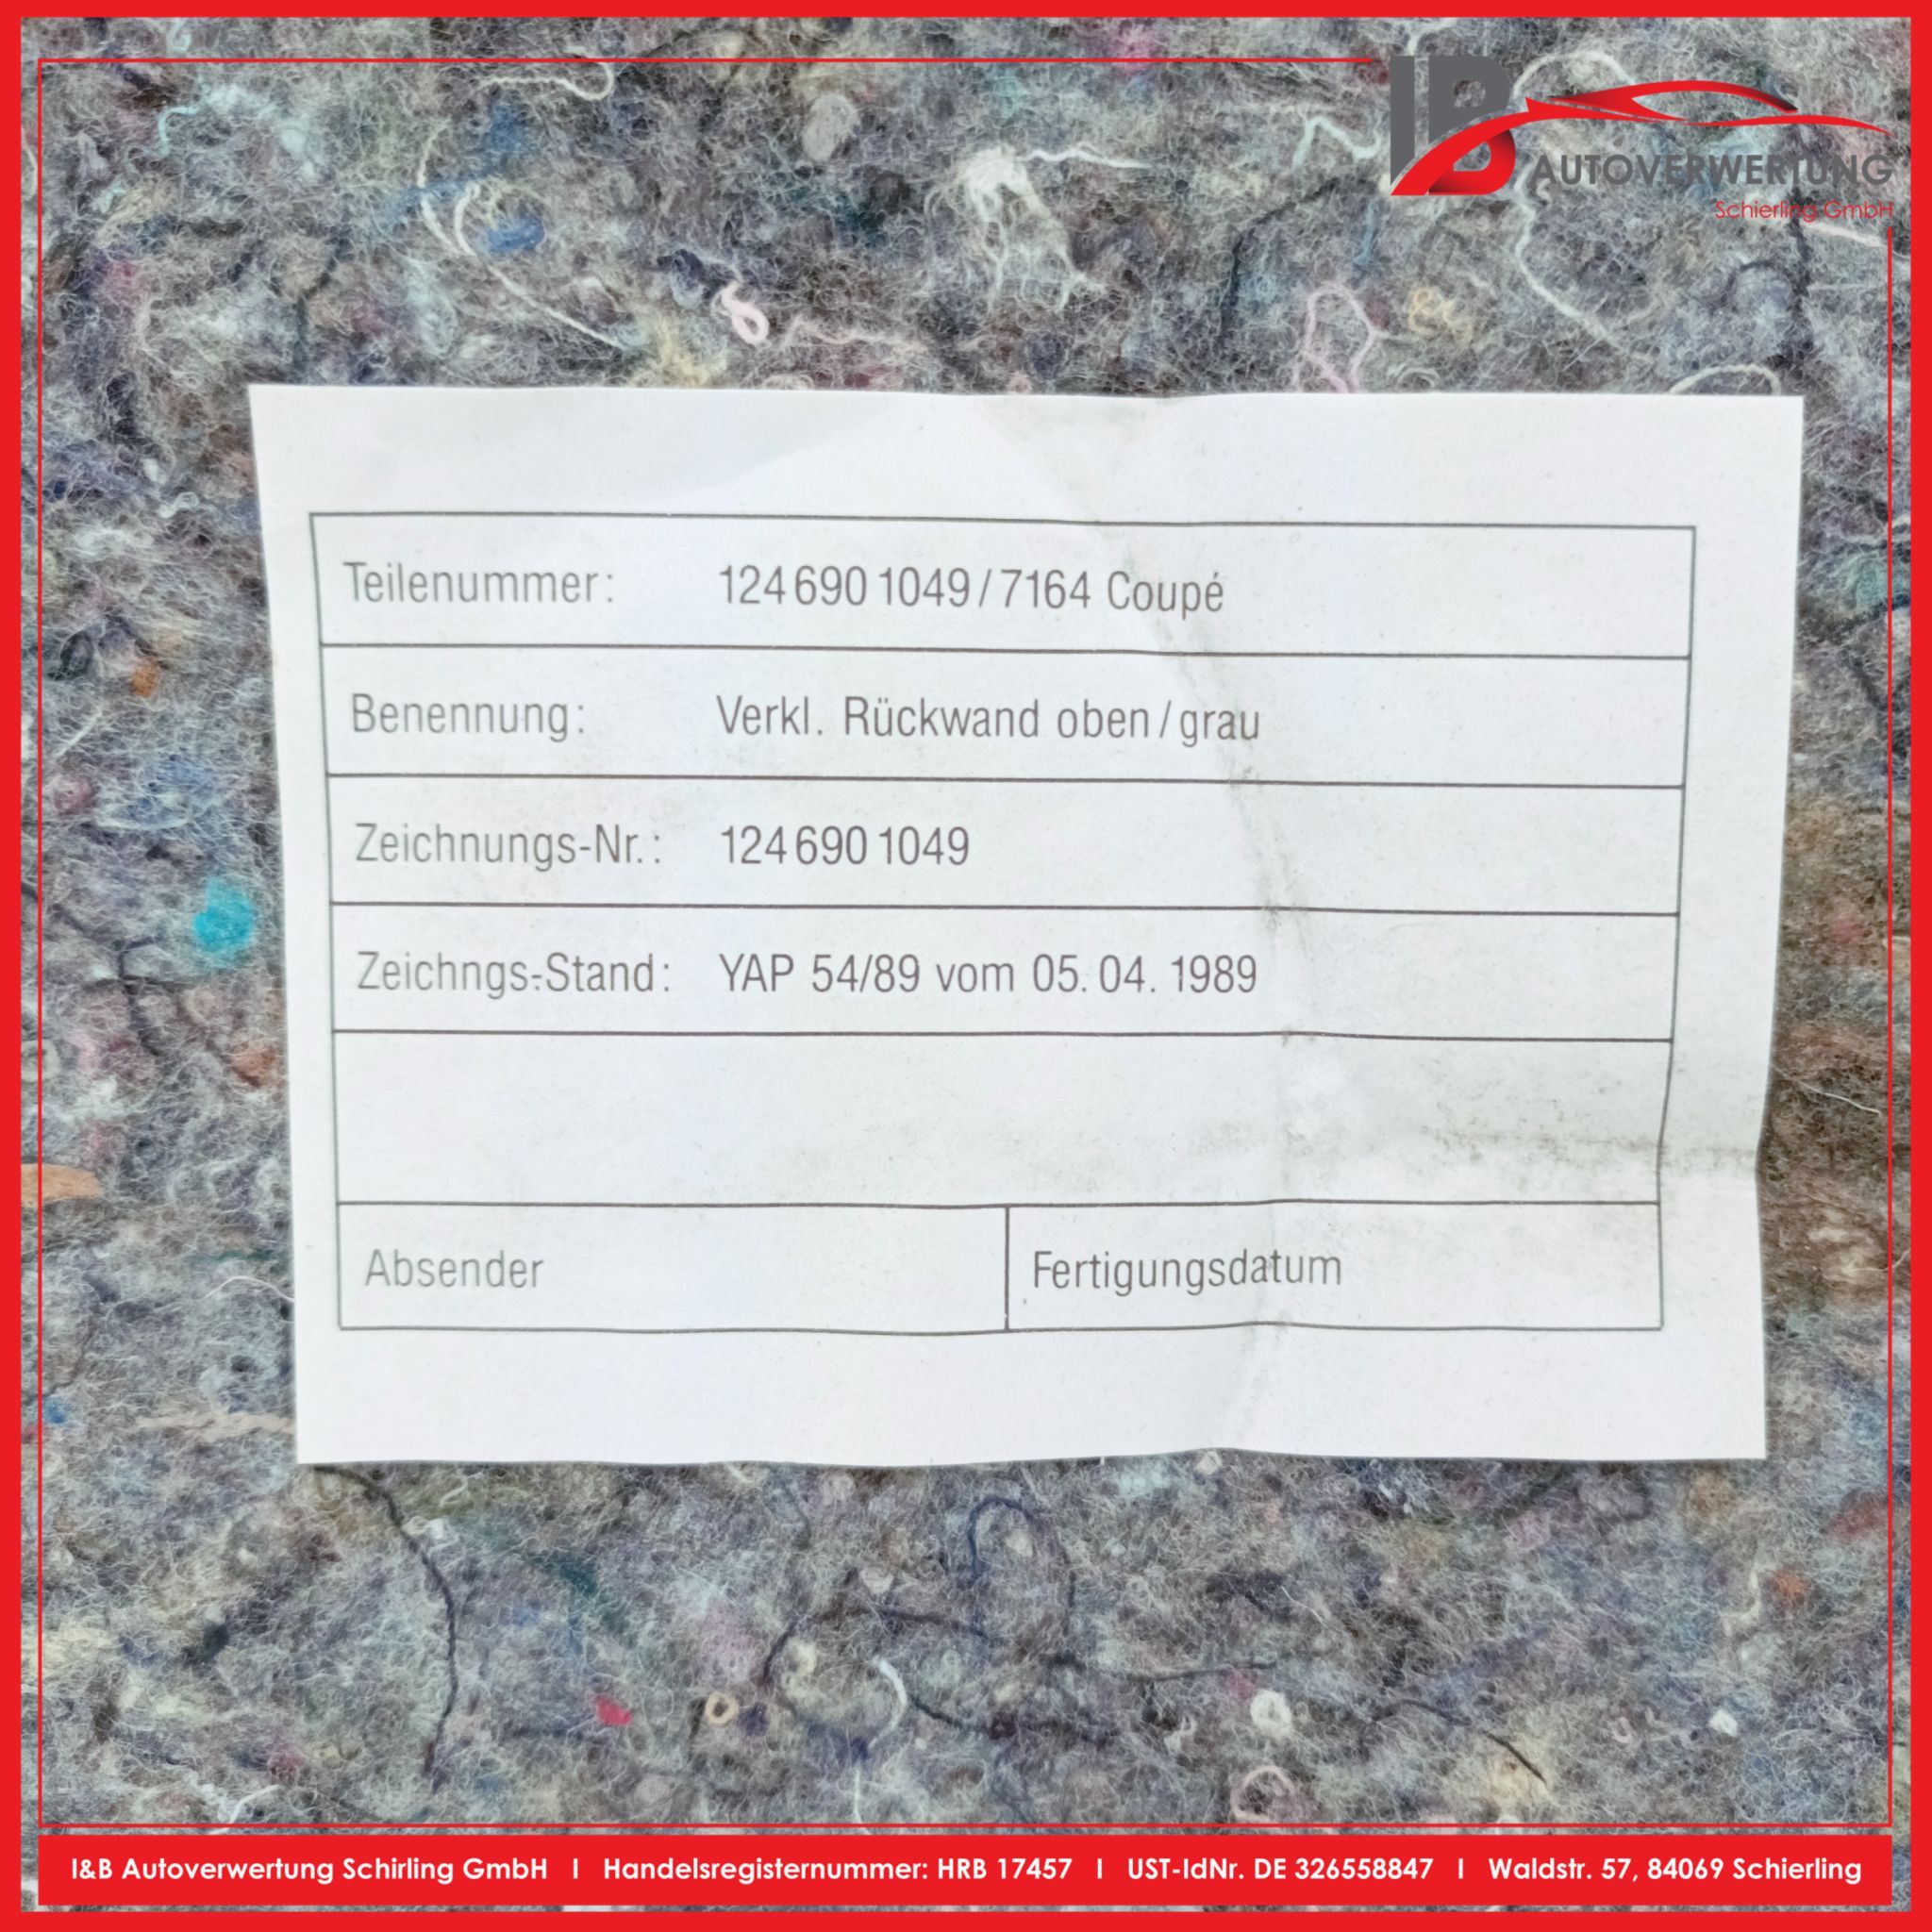 IB
AUTOVERWERTUNG
Schierling GmbH
Teilenummer: 124 690 1049 / 7164 Coupé
Benennung: Verkl. Rückwand oben / grau
Zeichnungs-Nr.: 124 690 1049
Zeichngs.-Stand: YAP 54/89 vom 05. 04. 1989
Absender Fertigungsdatum
I&B Autoverwertung Schirling GmbH | Handelsregisternummer: HRB 17457 | UST-IdNr. DE 326558847 | Waldstr. 57, 84069 Schierling